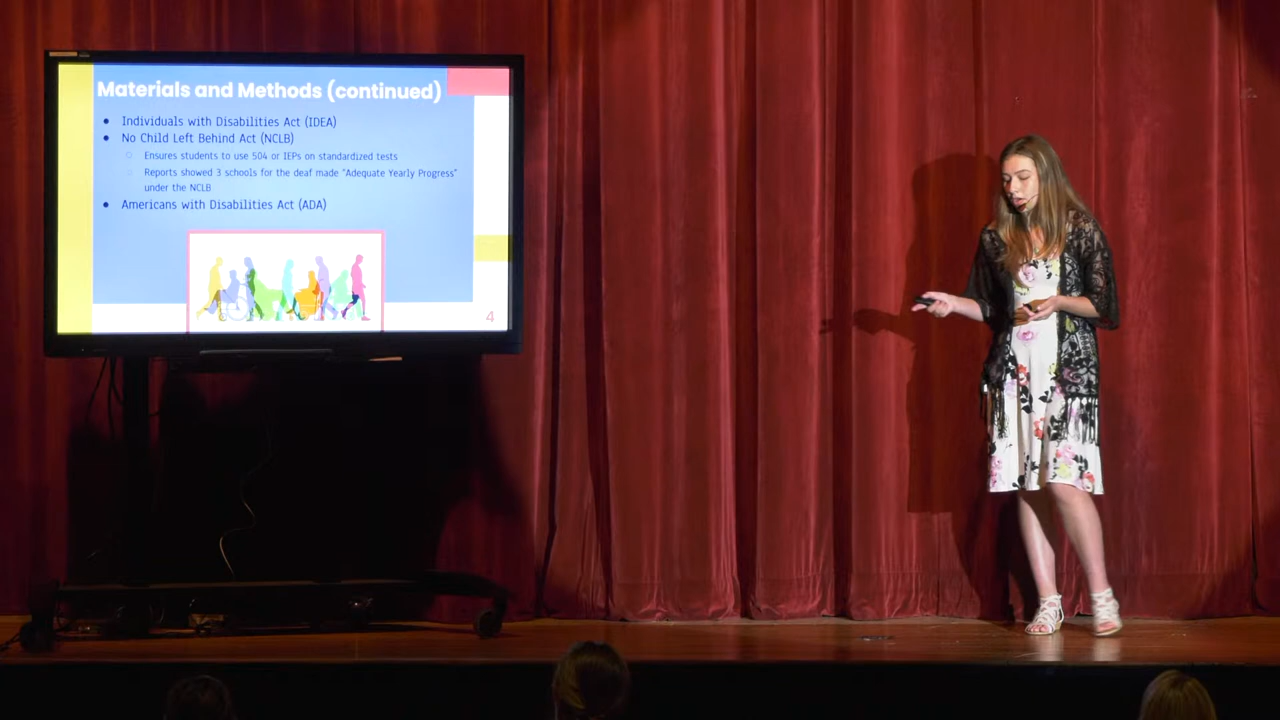 Materials and Methods (continued)
● Individuals with Disabilities Act (IDEA)
● No Child Left Behind Act (NCLB)
○ Ensures students to use 504 or IEPs on standardized tests
○ Reports showed 3 schools for the deaf made "Adequate Yearly Progress"
under the NCLB
● Americans with Disabilities Act (ADA)
4